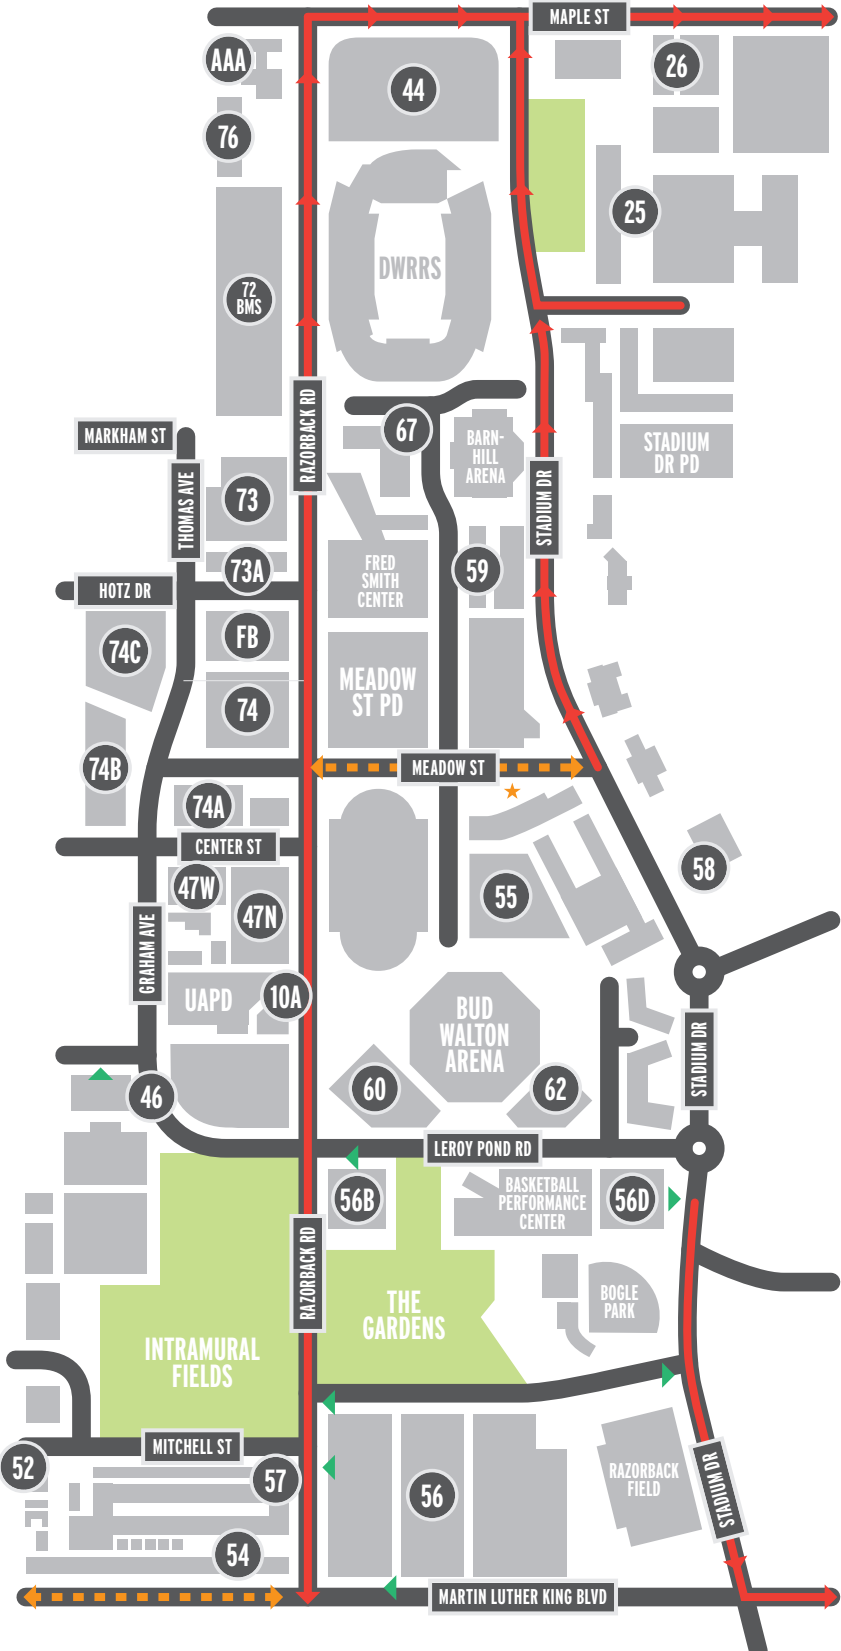 MAPLE ST
AAA
26
44
76
25
DWRRS
72
BMS
RAZORBACK RD
MARKHAM ST
67
BARN-
HILL
ARENA
STADIUM
DR PD
THOMAS AVE
73
STADIUM DR
73A
59
FRED
SMITH
CENTER
HOTZ DR
FB
74C
MEADOW
ST PD
74
74B
MEADOW ST
74A
CENTER ST
58
47W
55
47N
GRAHAM AVE
UAPD
10A
BUD
WALTON
ARENA
STADIUM DR
46
60
62
LEROY POND RD
56B
BASKETBALL
PERFORMANCE
CENTER
56D
RAZORBACK RD
THE
GARDENS
BOGLE
PARK
INTRAMURAL
FIELDS
MITCHELL ST
52
57
56
RAZORBACK
FIELD
STADIUM DR
54
MARTIN LUTHER KING BLVD